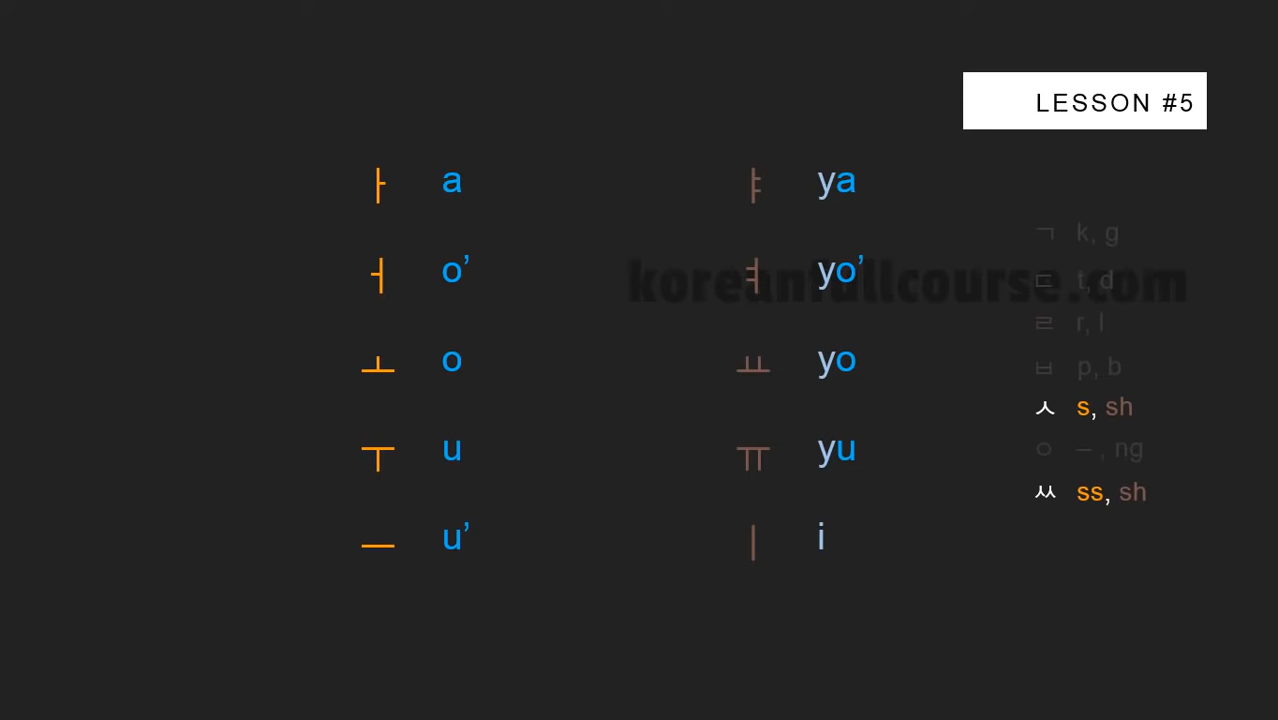 LESSON #5
ㅏ a
ㅑ ya
ㅓ o’
ㅕ yo’
ㅗ o
ㅛ yo
ㅜ u
ㅠ yu
ㅡ u’
ㅣ i
koreanfullcourse.com
ㄱ k, g
ㄷ t, d
ㄹ r, l
ㅂ p, b
ㅅ s, sh
ㅇ – , ng
ㅆ ss, sh